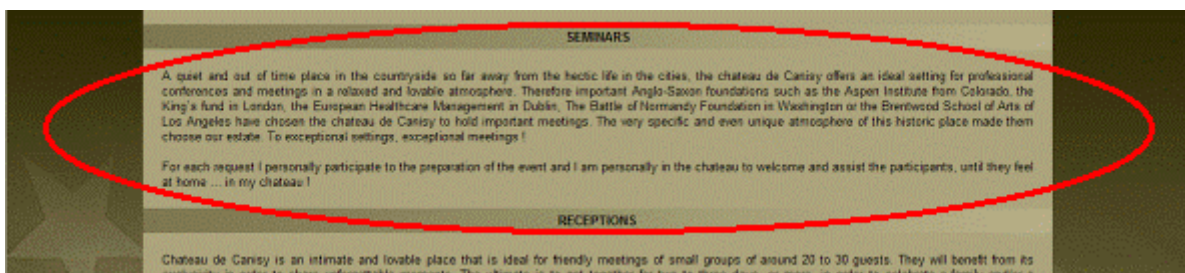 SEMINARS
A quiet and out of time place in the countryside so far away from the hectic life in the cities, the chateau de Canisy offers an ideal setting for professional
conferences and meetings in a relaxed and lovable atmosphere. Therefore important Anglo-Saxon foundations such as the Aspen Institute from Colorado, the
King's fund in London, the European Healthcare Management in Dublin, The Battle of Normandy Foundation in Washington or the Brentwood School of Arts of
Los Angeles have chosen the chateau de Canisy to hold important meetings. The very specific and even unique atmosphere of this historic place made them
choose our estate. To exceptional settings, exceptional meetings !
For each request I personally participate to the preparation of the event and I am personally in the chateau to welcome and assist the participants, until they feel
at home ... in my chateau !
RECEPTIONS
Chateau de Canisy is an intimate and lovable place that is ideal for friendly meetings of small groups of around 20 to 30 guests. They will benefit from its